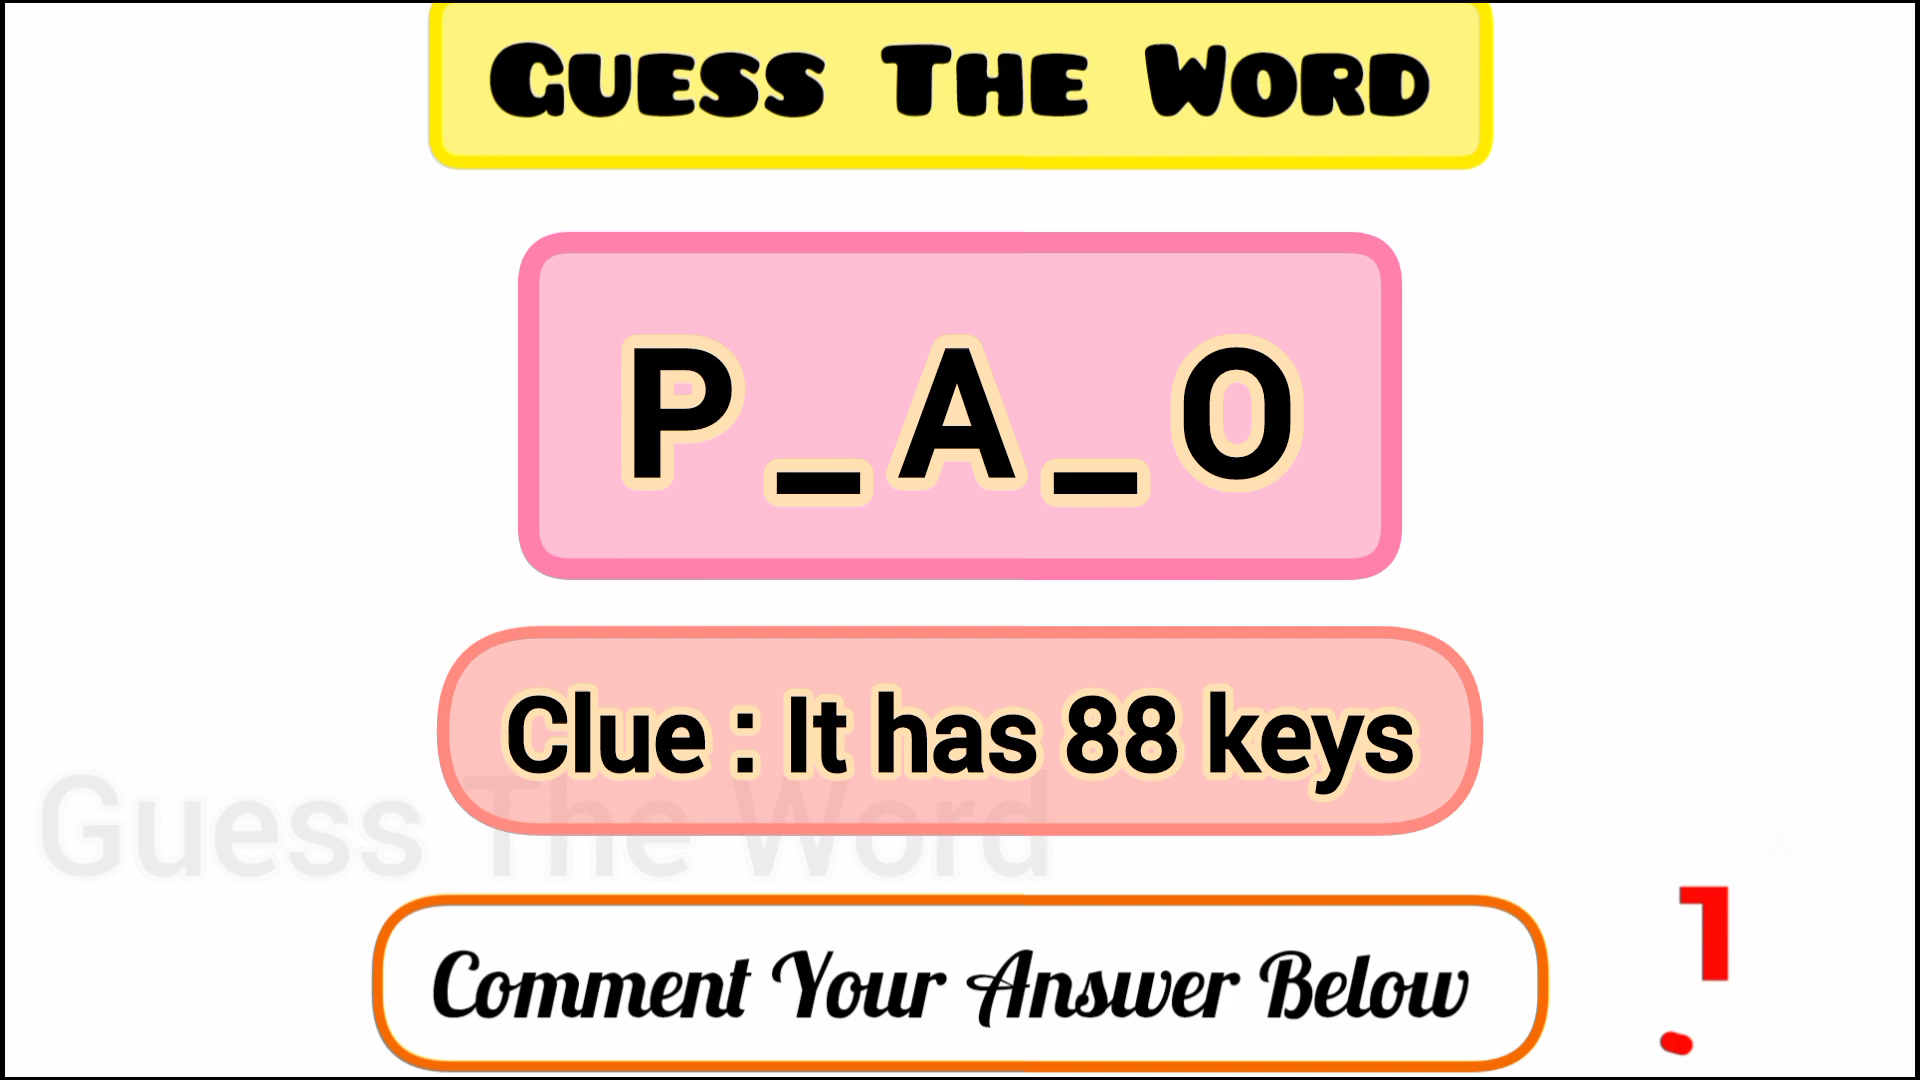 Guess The Word
P_A_O
Clue : It has 88 keys
Guess The Word
Comment Your Answer Below
1